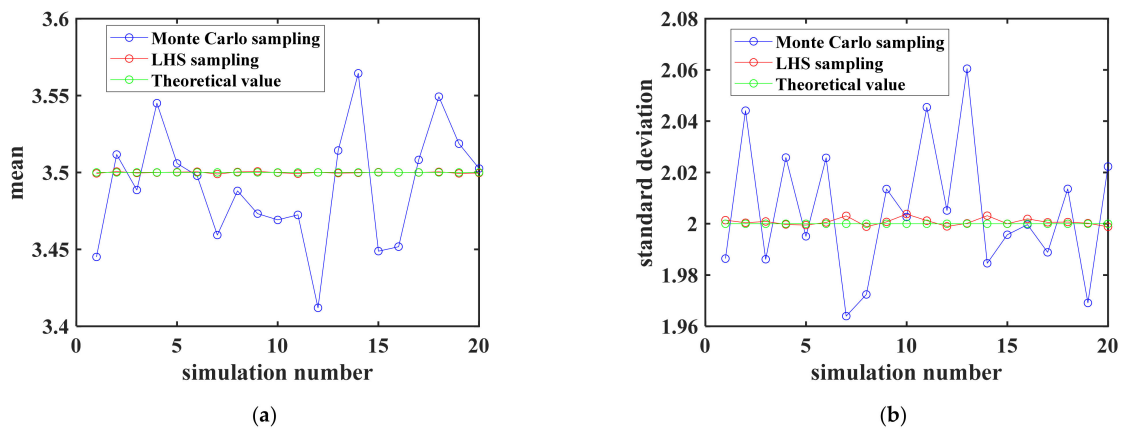 3.6
3.55
3.5
3.45
3.4
mean
Monte Carlo sampling
LHS sampling
Theoretical value
0 5 10 15 20
simulation number
(a)
2.08
2.06
2.04
2.02
2
1.98
1.96
standard deviation
Monte Carlo sampling
LHS sampling
Theoretical value
0 5 10 15 20
simulation number
(b)